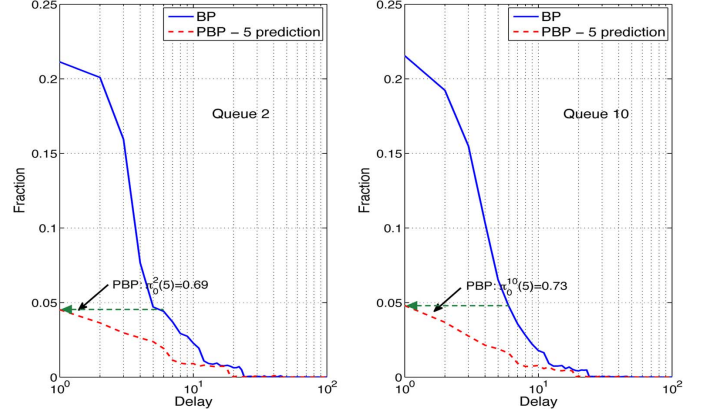 0.25
0.2
0.15
0.1
0.05
0
Fraction
BP
PBP − 5 prediction
Queue 2
PBP: π₀²(5)=0.69
10⁰
10¹
10²
Delay
0.25
0.2
0.15
0.1
0.05
0
Fraction
BP
PBP − 5 prediction
Queue 10
PBP: π₀¹⁰(5)=0.73
10⁰
10¹
10²
Delay